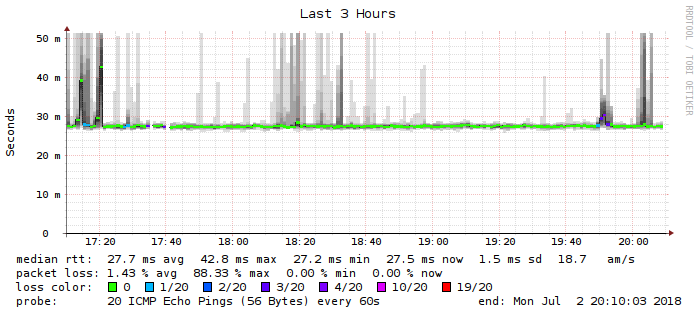 Last 3 Hours
RRDTOOL / TOBI OETIKER
Seconds
50 m
40 m
30 m
20 m
10 m
0
17:20 17:40 18:00 18:20 18:40 19:00 19:20 19:40 20:00
median rtt: 27.7 ms avg 42.8 ms max 27.2 ms min 27.5 ms now 1.5 ms sd 18.7 am/s
packet loss: 1.43 % avg 88.33 % max 0.00 % min 0.00 % now
loss color: 0 1/20 2/20 3/20 4/20 10/20 19/20
probe: 20 ICMP Echo Pings (56 Bytes) every 60s end: Mon Jul 2 20:10:03 2018